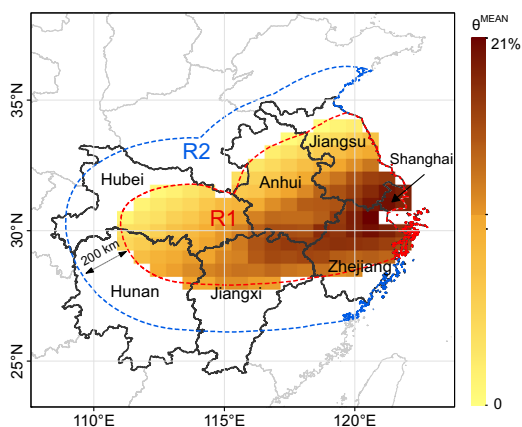 θMEAN
21%
35°N
Jiangsu
R2
Shanghai
Hubei
Anhui
R1
30°N
200 km
Zhejiang
Hunan
Jiangxi
25°N
0
110°E
115°E
120°E